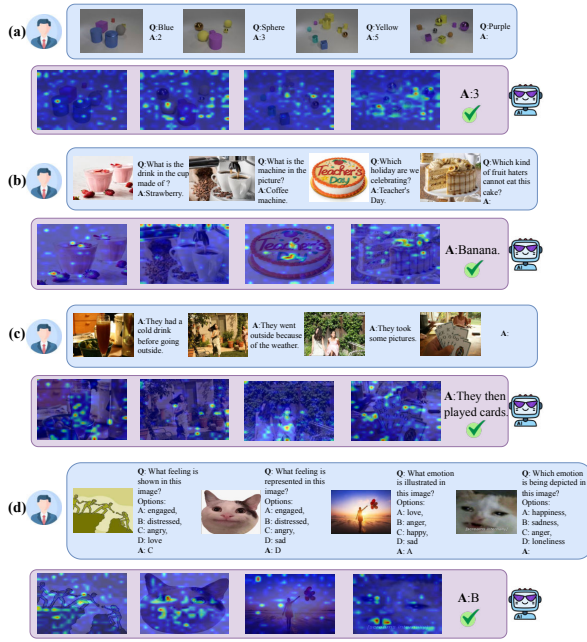 (a)
Q:Blue
A:2
Q:Sphere
A:3
Q:Yellow
A:5
Q:Purple
A:
A:3
(b)
Q:What is the
drink in the cup
made of ?
A:Strawberry.
Q:What is the
machine in the
picture?
A:Coffee
machine.
Teacher's
Day
Q:Which
holiday are we
celebrating?
A:Teacher's
Day.
Q:Which kind
of fruit haters
cannot eat this
cake?
A:
Teacher's
Day
A:Banana.
(c)
A:They had a
cold drink
before going
outside.
A:They went
outside because
of the weather.
A:They took
some pictures.
A:
A:They then
played cards.
(d)
Q: What feeling is
shown in this
image?
Options:
A: engaged,
B: distressed,
C: angry,
D: love
A: C
Q: What feeling is
represented in this
image?
Options:
A: engaged,
B: distressed,
C: angry,
D: sad
A: D
Q: What emotion
is illustrated in
this image?
Options:
A: love,
B: anger,
C: happy,
D: sad
A: A
Q: Which emotion
is being depicted in
this image?
Options:
A: happiness,
B: sadness,
C: anger,
D: loneliness
A:
A:B